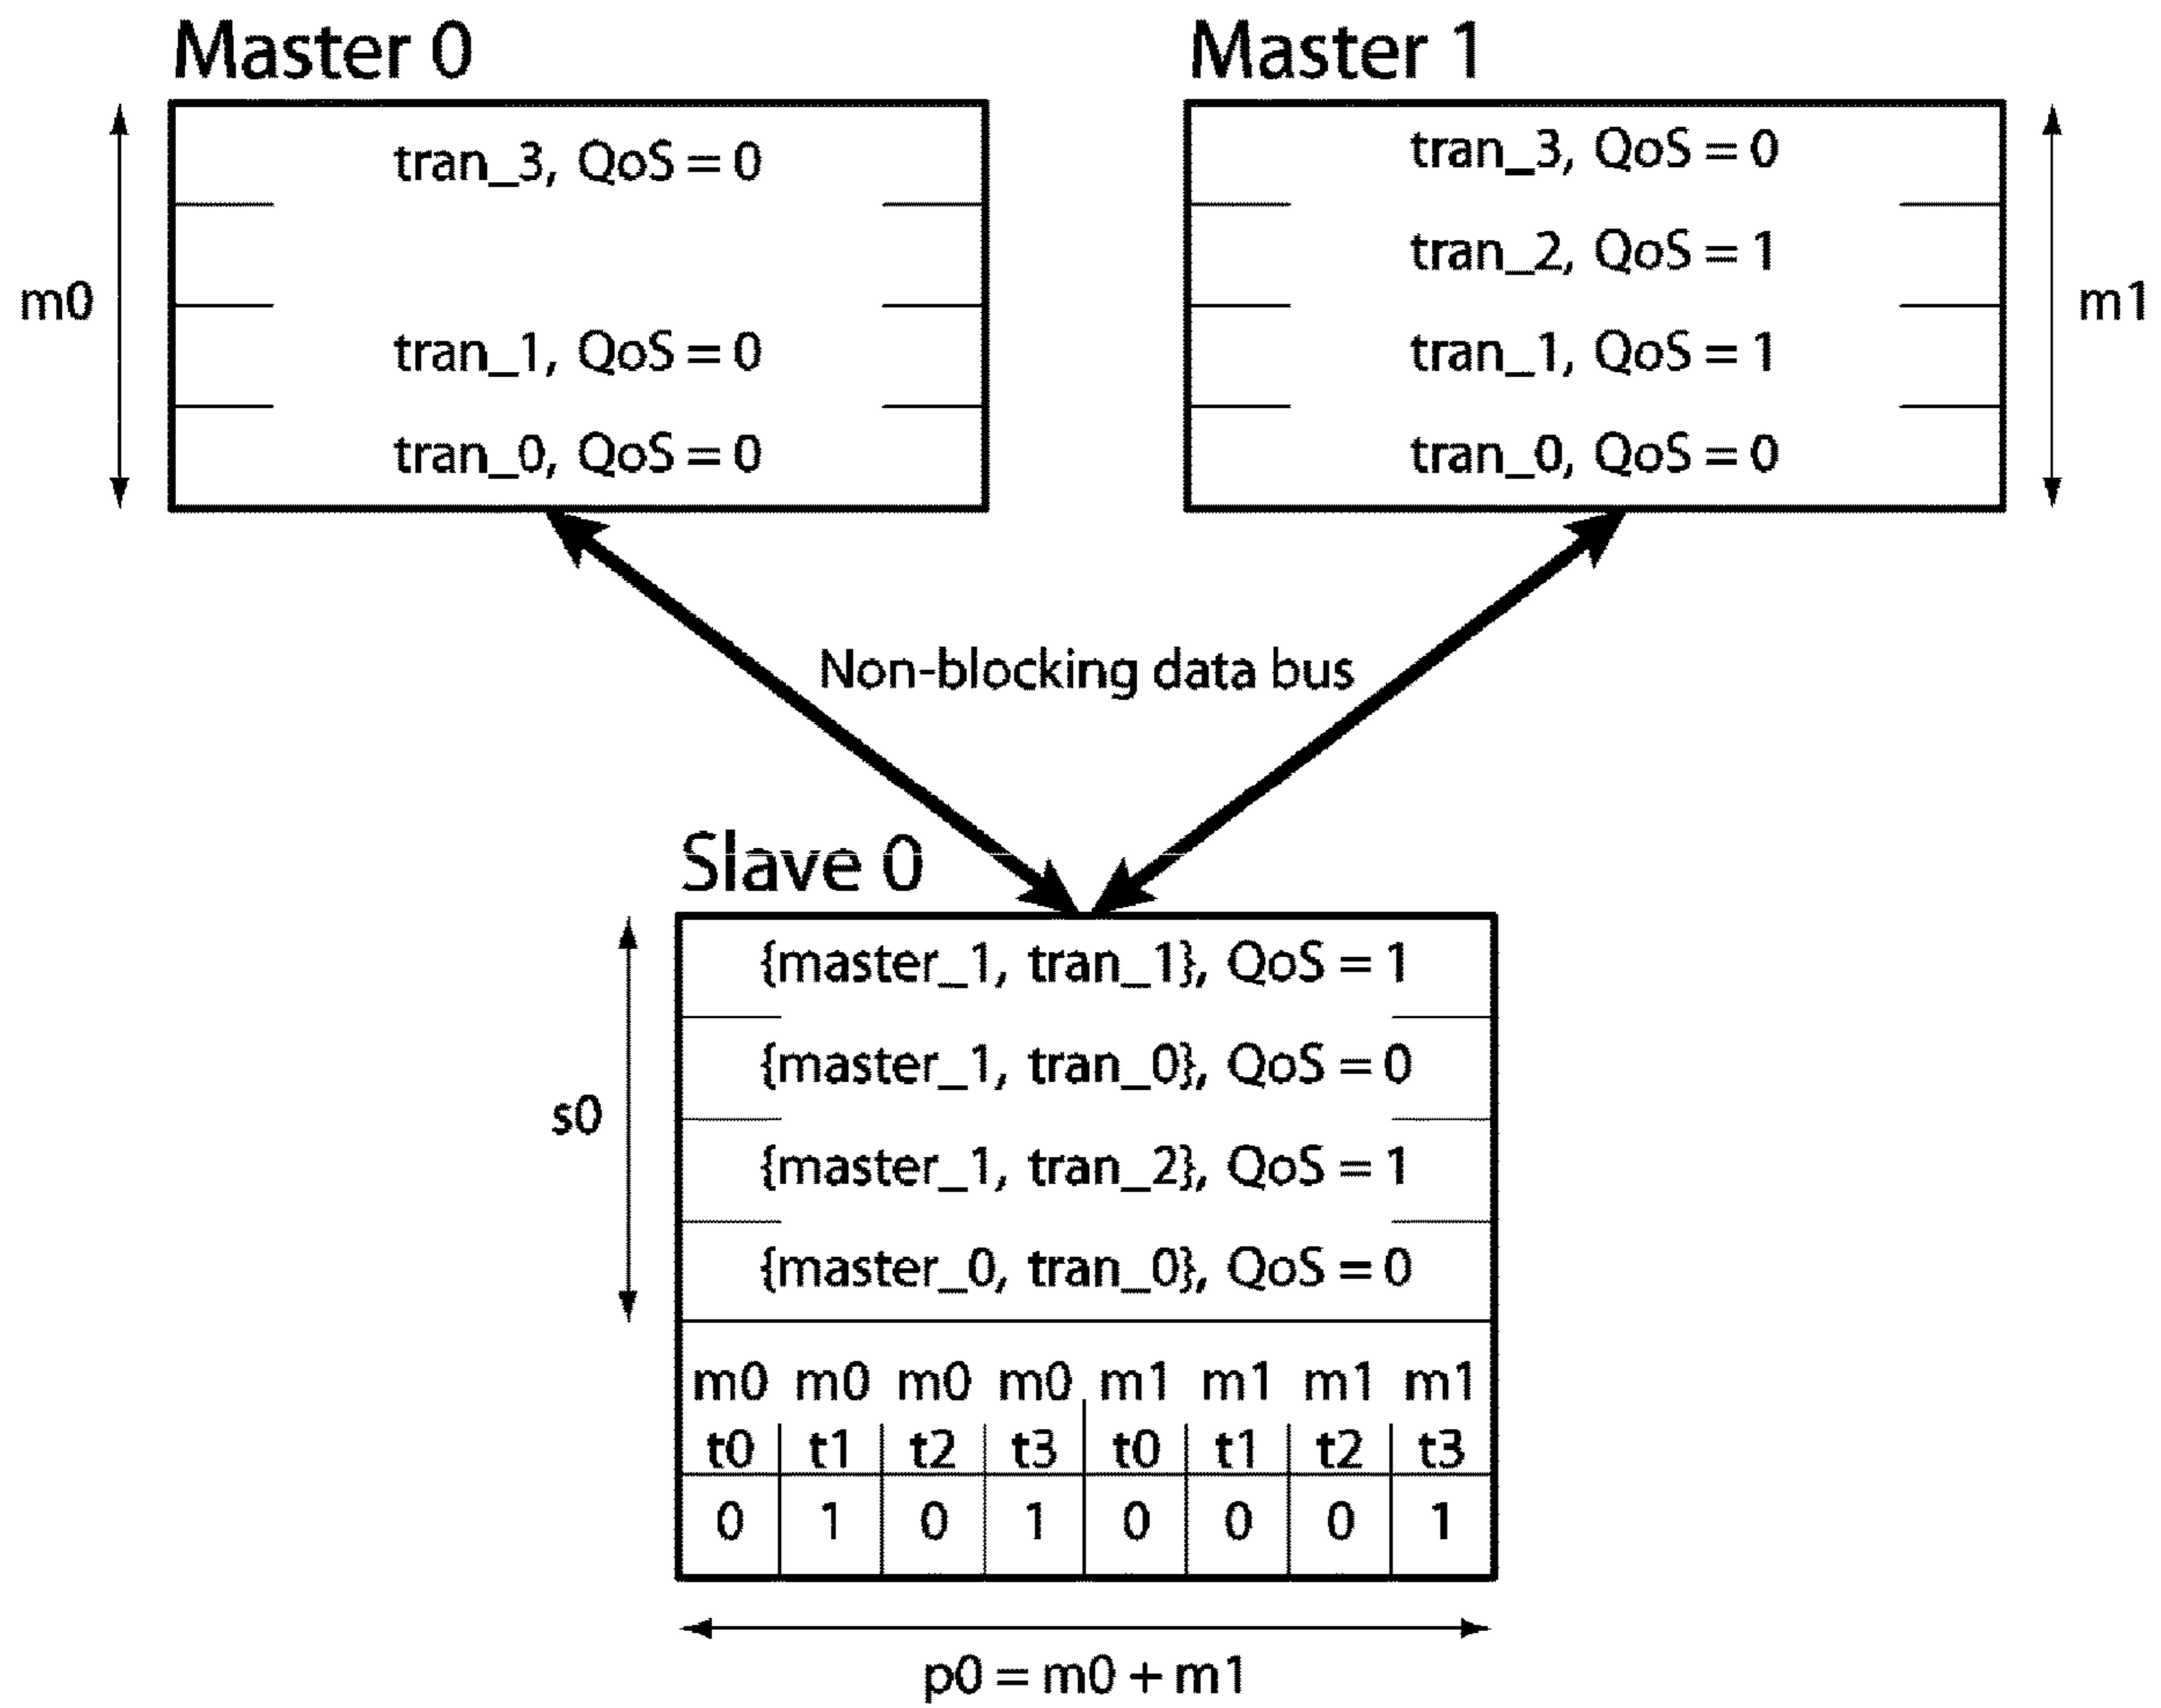 Master 0
Master 1
m0
tran_3, QoS = 0
tran_1, QoS = 0
tran_0, QoS = 0
tran_3, QoS = 0
tran_2, QoS = 1
tran_1, QoS = 1
tran_0, QoS = 0
m1
Non-blocking data bus
Slave 0
s0
{master_1, tran_1}, QoS = 1
{master_1, tran_0}, QoS = 0
{master_1, tran_2}, QoS = 1
{master_0, tran_0}, QoS = 0
m0 m0 m0 m0 m1 m1 m1 m1
t0 t1 t2 t3 t0 t1 t2 t3
0 1 0 1 0 0 0 1
p0 = m0 + m1